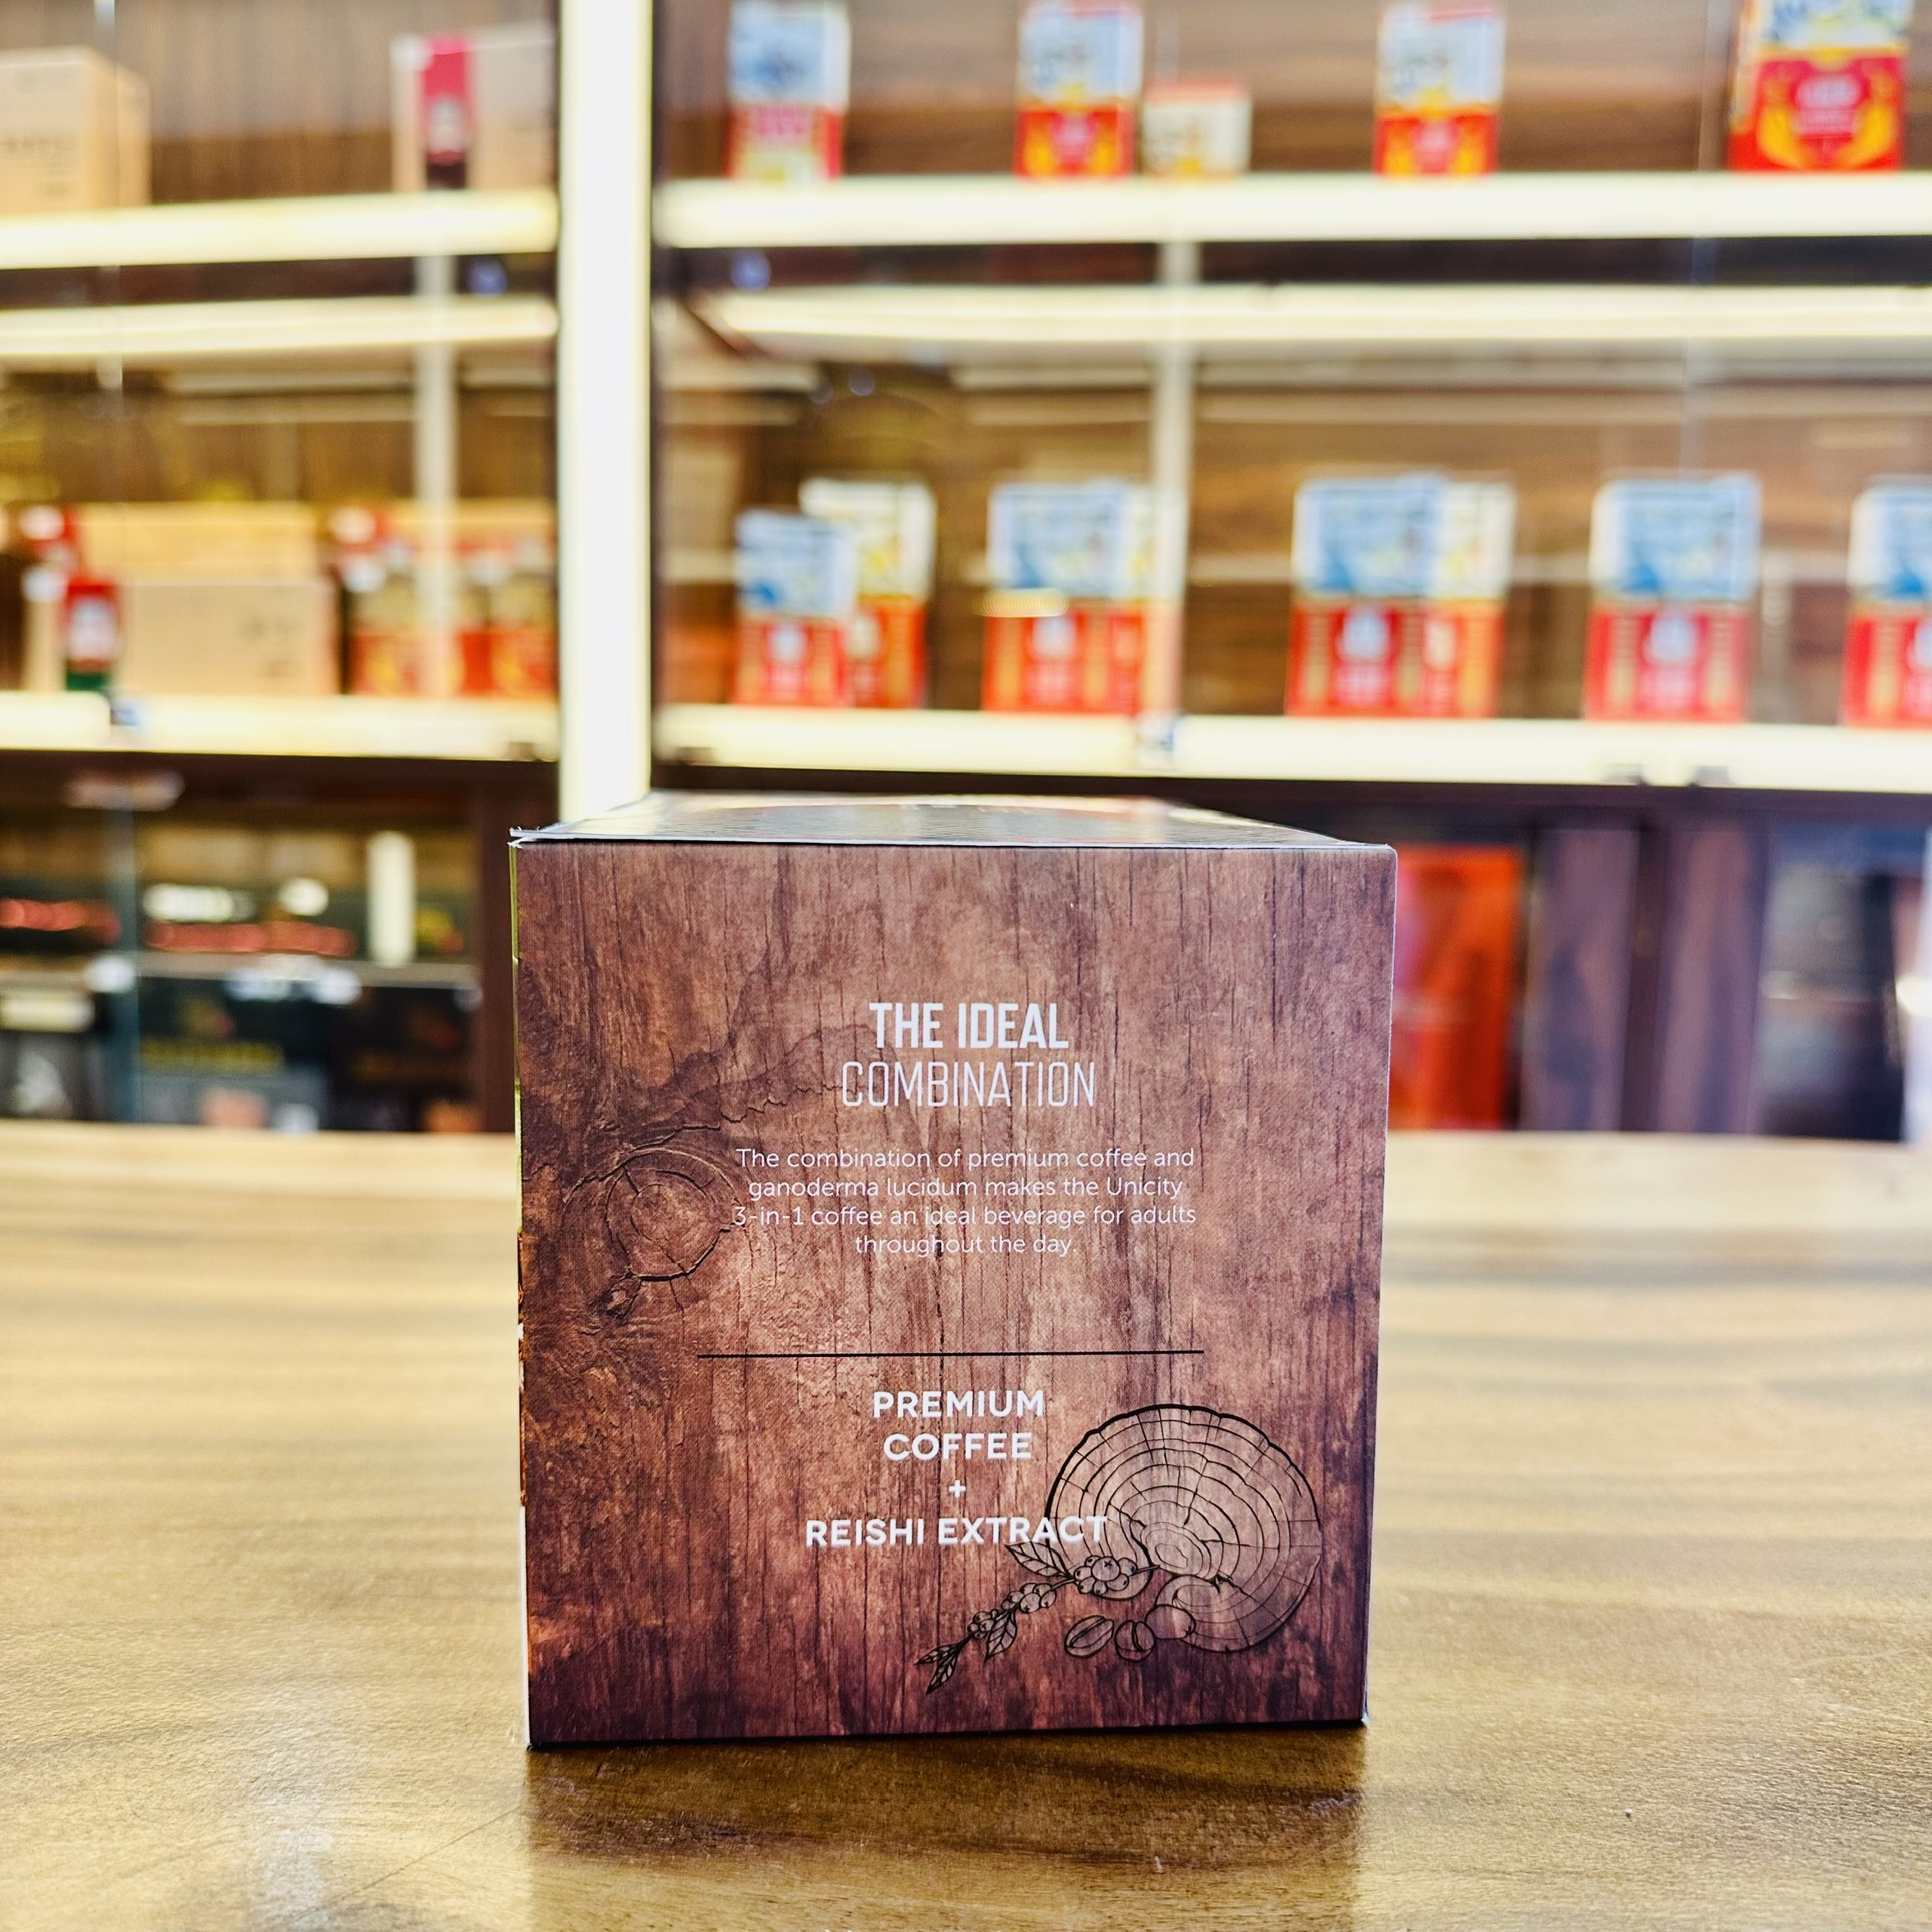 THE IDEAL
COMBINATION
The combination of premium coffee and
ganoderma lucidum makes the Unicity
3-in-1 coffee an ideal beverage for adults
throughout the day.
PREMIUM
COFFEE
+
REISHI EXTRACT